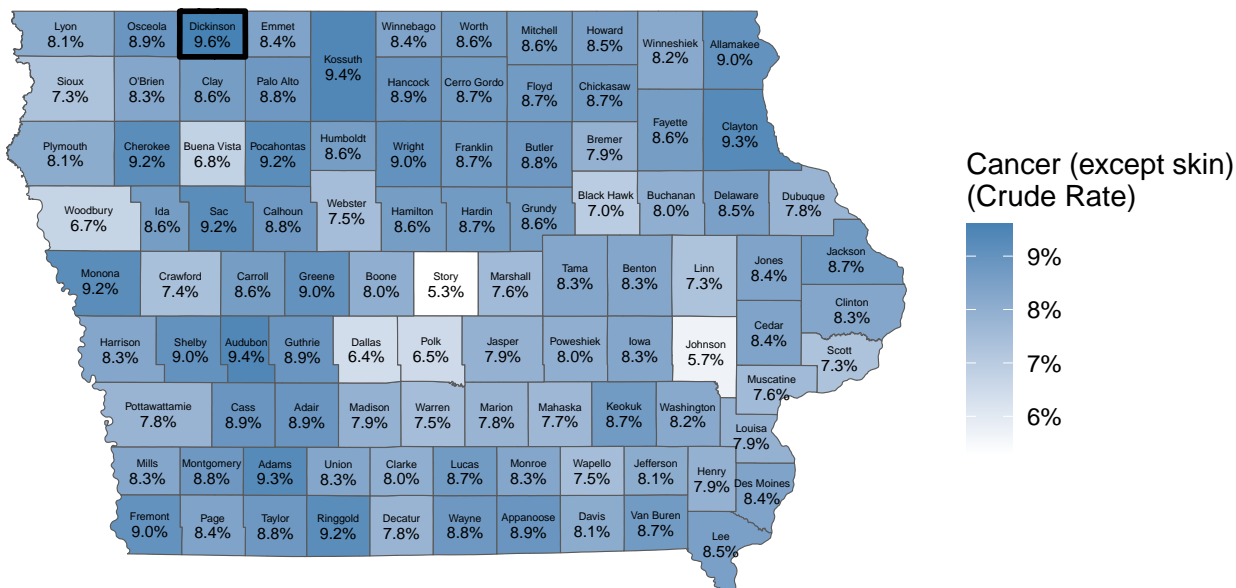 Lyon
8.1%
Osceola
8.9%
Dickinson
9.6%
Emmet
8.4%
Kossuth
9.4%
Winnebago
8.4%
Worth
8.6%
Mitchell
8.6%
Howard
8.5%
Winneshiek
8.2%
Allamakee
9.0%
Sioux
7.3%
O'Brien
8.3%
Clay
8.6%
Palo Alto
8.8%
Hancock
8.9%
Cerro Gordo
8.7%
Floyd
8.7%
Chickasaw
8.7%
Plymouth
8.1%
Cherokee
9.2%
Buena Vista
6.8%
Pocahontas
9.2%
Humboldt
8.6%
Wright
9.0%
Franklin
8.7%
Butler
8.8%
Bremer
7.9%
Fayette
8.6%
Clayton
9.3%
Woodbury
6.7%
Ida
8.6%
Sac
9.2%
Calhoun
8.8%
Webster
7.5%
Hamilton
8.6%
Hardin
8.7%
Grundy
8.6%
Black Hawk
7.0%
Buchanan
8.0%
Delaware
8.5%
Dubuque
7.8%
Monona
9.2%
Crawford
7.4%
Carroll
8.6%
Greene
9.0%
Boone
8.0%
Story
5.3%
Marshall
7.6%
Tama
8.3%
Benton
8.3%
Linn
7.3%
Jones
8.4%
Jackson
8.7%
Clinton
8.3%
Harrison
8.3%
Shelby
9.0%
Audubon
9.4%
Guthrie
8.9%
Dallas
6.4%
Polk
6.5%
Jasper
7.9%
Poweshiek
8.0%
Iowa
8.3%
Johnson
5.7%
Cedar
8.4%
Scott
7.3%
Muscatine
7.6%
Pottawattamie
7.8%
Cass
8.9%
Adair
8.9%
Madison
7.9%
Warren
7.5%
Marion
7.8%
Mahaska
7.7%
Keokuk
8.7%
Washington
8.2%
Louisa
7.9%
Mills
8.3%
Montgomery
8.8%
Adams
9.3%
Union
8.3%
Clarke
8.0%
Lucas
8.7%
Monroe
8.3%
Wapello
7.5%
Jefferson
8.1%
Henry
7.9%
Des Moines
8.4%
Fremont
9.0%
Page
8.4%
Taylor
8.8%
Ringgold
9.2%
Decatur
7.8%
Wayne
8.8%
Appanoose
8.9%
Davis
8.1%
Van Buren
8.7%
Lee
8.5%
Cancer (except skin)
(Crude Rate)
9%
8%
7%
6%